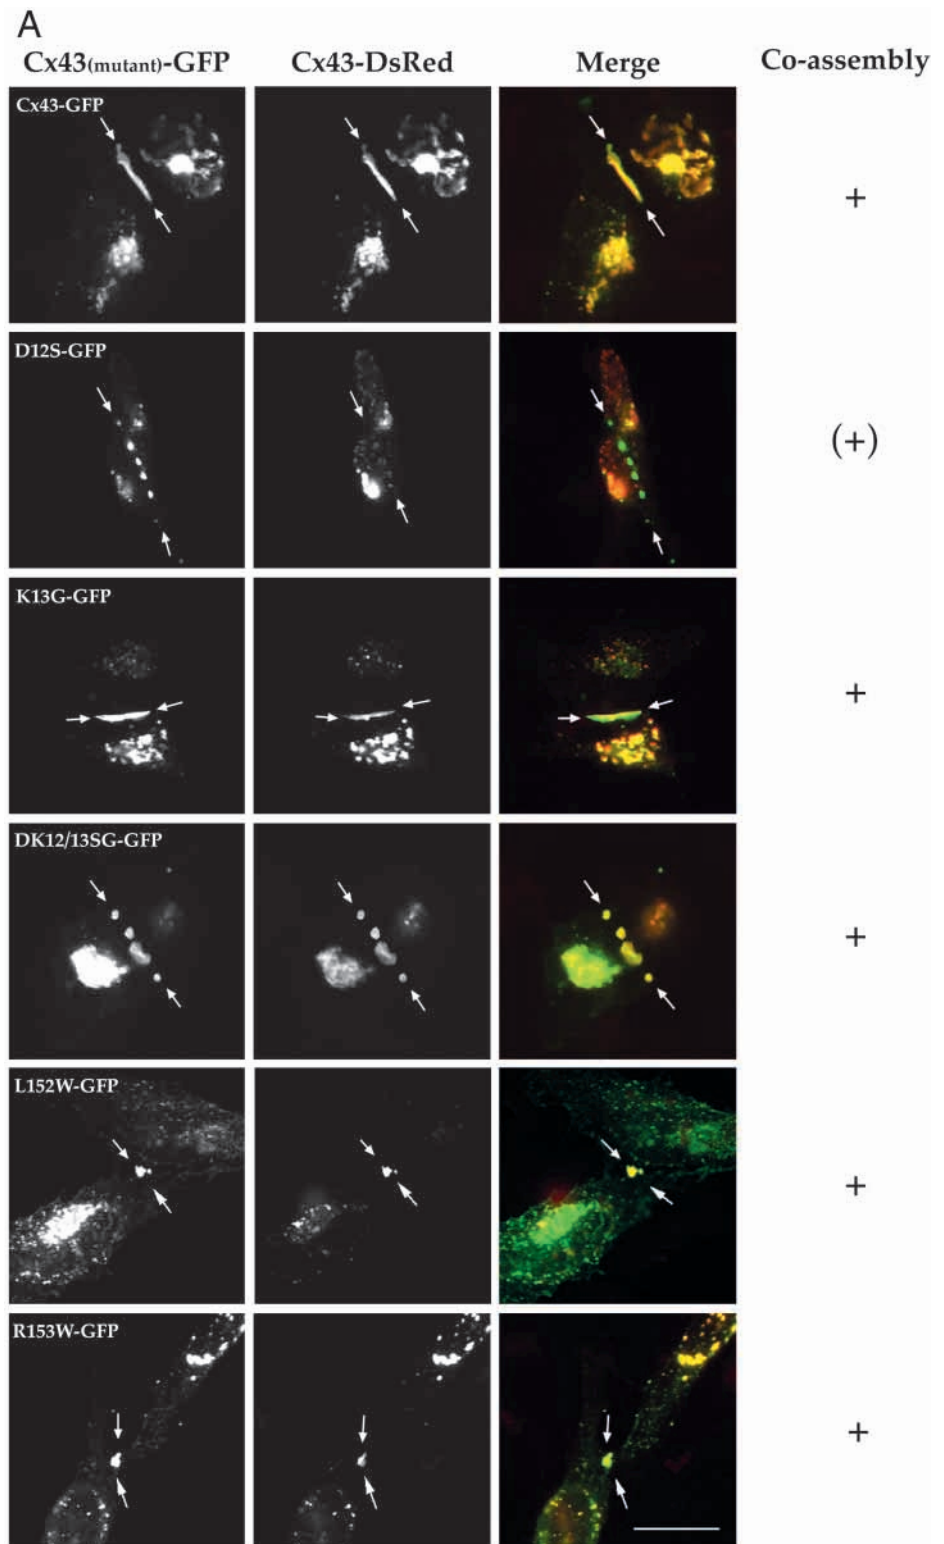 A
Cx43(mutant)-GFP Cx43-DsRed Merge Co-assembly
Cx43-GFP
+
D12S-GFP
(+)
K13G-GFP
+
DK12/13SG-GFP
+
L152W-GFP
+
R153W-GFP
+